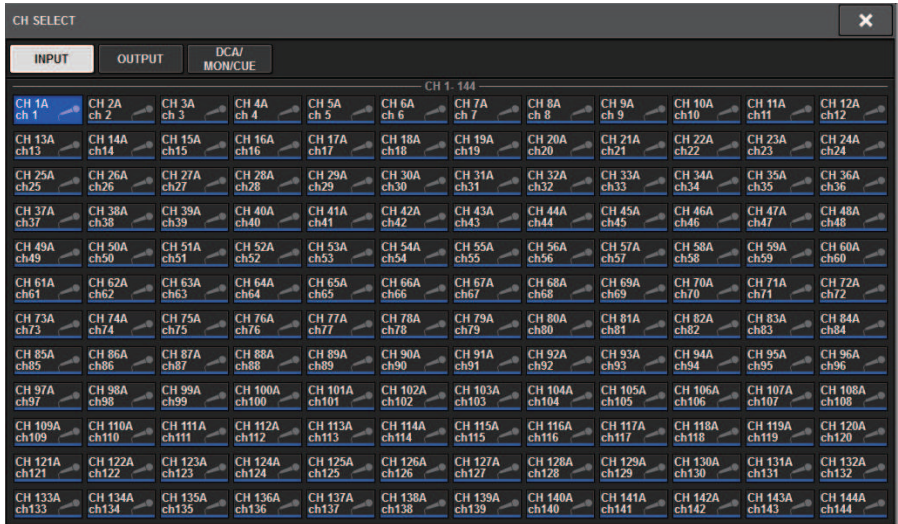 CH SELECT
INPUT OUTPUT DCA/
MON/CUE
CH 1- 144
CH 1A CH 2A CH 3A CH 4A CH 5A CH 6A CH 7A CH 8A CH 9A CH 10A CH 11A CH 12A
ch 1 ch 2 ch 3 ch 4 ch 5 ch 6 ch 7 ch 8 ch 9 ch10 ch11 ch12
CH 13A CH 14A CH 15A CH 16A CH 17A CH 18A CH 19A CH 20A CH 21A CH 22A CH 23A CH 24A
ch13 ch14 ch15 ch16 ch17 ch18 ch19 ch20 ch21 ch22 ch23 ch24
CH 25A CH 26A CH 27A CH 28A CH 29A CH 30A CH 31A CH 32A CH 33A CH 34A CH 35A CH 36A
ch25 ch26 ch27 ch28 ch29 ch30 ch31 ch32 ch33 ch34 ch35 ch36
CH 37A CH 38A CH 39A CH 40A CH 41A CH 42A CH 43A CH 44A CH 45A CH 46A CH 47A CH 48A
ch37 ch38 ch39 ch40 ch41 ch42 ch43 ch44 ch45 ch46 ch47 ch48
CH 49A CH 50A CH 51A CH 52A CH 53A CH 54A CH 55A CH 56A CH 57A CH 58A CH 59A CH 60A
ch49 ch50 ch51 ch52 ch53 ch54 ch55 ch56 ch57 ch58 ch59 ch60
CH 61A CH 62A CH 63A CH 64A CH 65A CH 66A CH 67A CH 68A CH 69A CH 70A CH 71A CH 72A
ch61 ch62 ch63 ch64 ch65 ch66 ch67 ch68 ch69 ch70 ch71 ch72
CH 73A CH 74A CH 75A CH 76A CH 77A CH 78A CH 79A CH 80A CH 81A CH 82A CH 83A CH 84A
ch73 ch74 ch75 ch76 ch77 ch78 ch79 ch80 ch81 ch82 ch83 ch84
CH 85A CH 86A CH 87A CH 88A CH 89A CH 90A CH 91A CH 92A CH 93A CH 94A CH 95A CH 96A
ch85 ch86 ch87 ch88 ch89 ch90 ch91 ch92 ch93 ch94 ch95 ch96
CH 97A CH 98A CH 99A CH 100A CH 101A CH 102A CH 103A CH 104A CH 105A CH 106A CH 107A CH 108A
ch97 ch98 ch99 ch100 ch101 ch102 ch103 ch104 ch105 ch106 ch107 ch108
CH 109A CH 110A CH 111A CH 112A CH 113A CH 114A CH 115A CH 116A CH 117A CH 118A CH 119A CH 120A
ch109 ch110 ch111 ch112 ch113 ch114 ch115 ch116 ch117 ch118 ch119 ch120
CH 121A CH 122A CH 123A CH 124A CH 125A CH 126A CH 127A CH 128A CH 129A CH 130A CH 131A CH 132A
ch121 ch122 ch123 ch124 ch125 ch126 ch127 ch128 ch129 ch130 ch131 ch132
CH 133A CH 134A CH 135A CH 136A CH 137A CH 138A CH 139A CH 140A CH 141A CH 142A CH 143A CH 144A
ch133 ch134 ch135 ch136 ch137 ch138 ch139 ch140 ch141 ch142 ch143 ch144